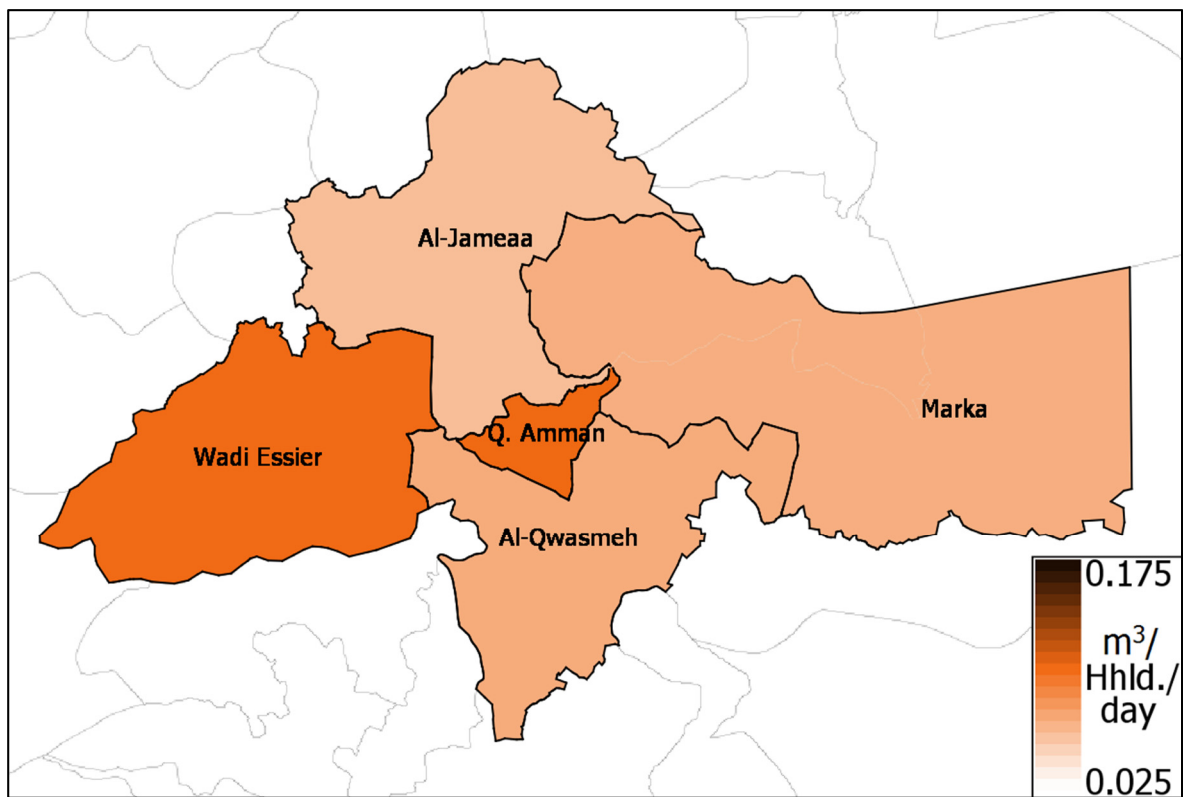 Al-Jameaa
Marka
Q. Amman
Wadi Essier
Al-Qwasmeh
0.175
m³/
Hhld./
day
0.025